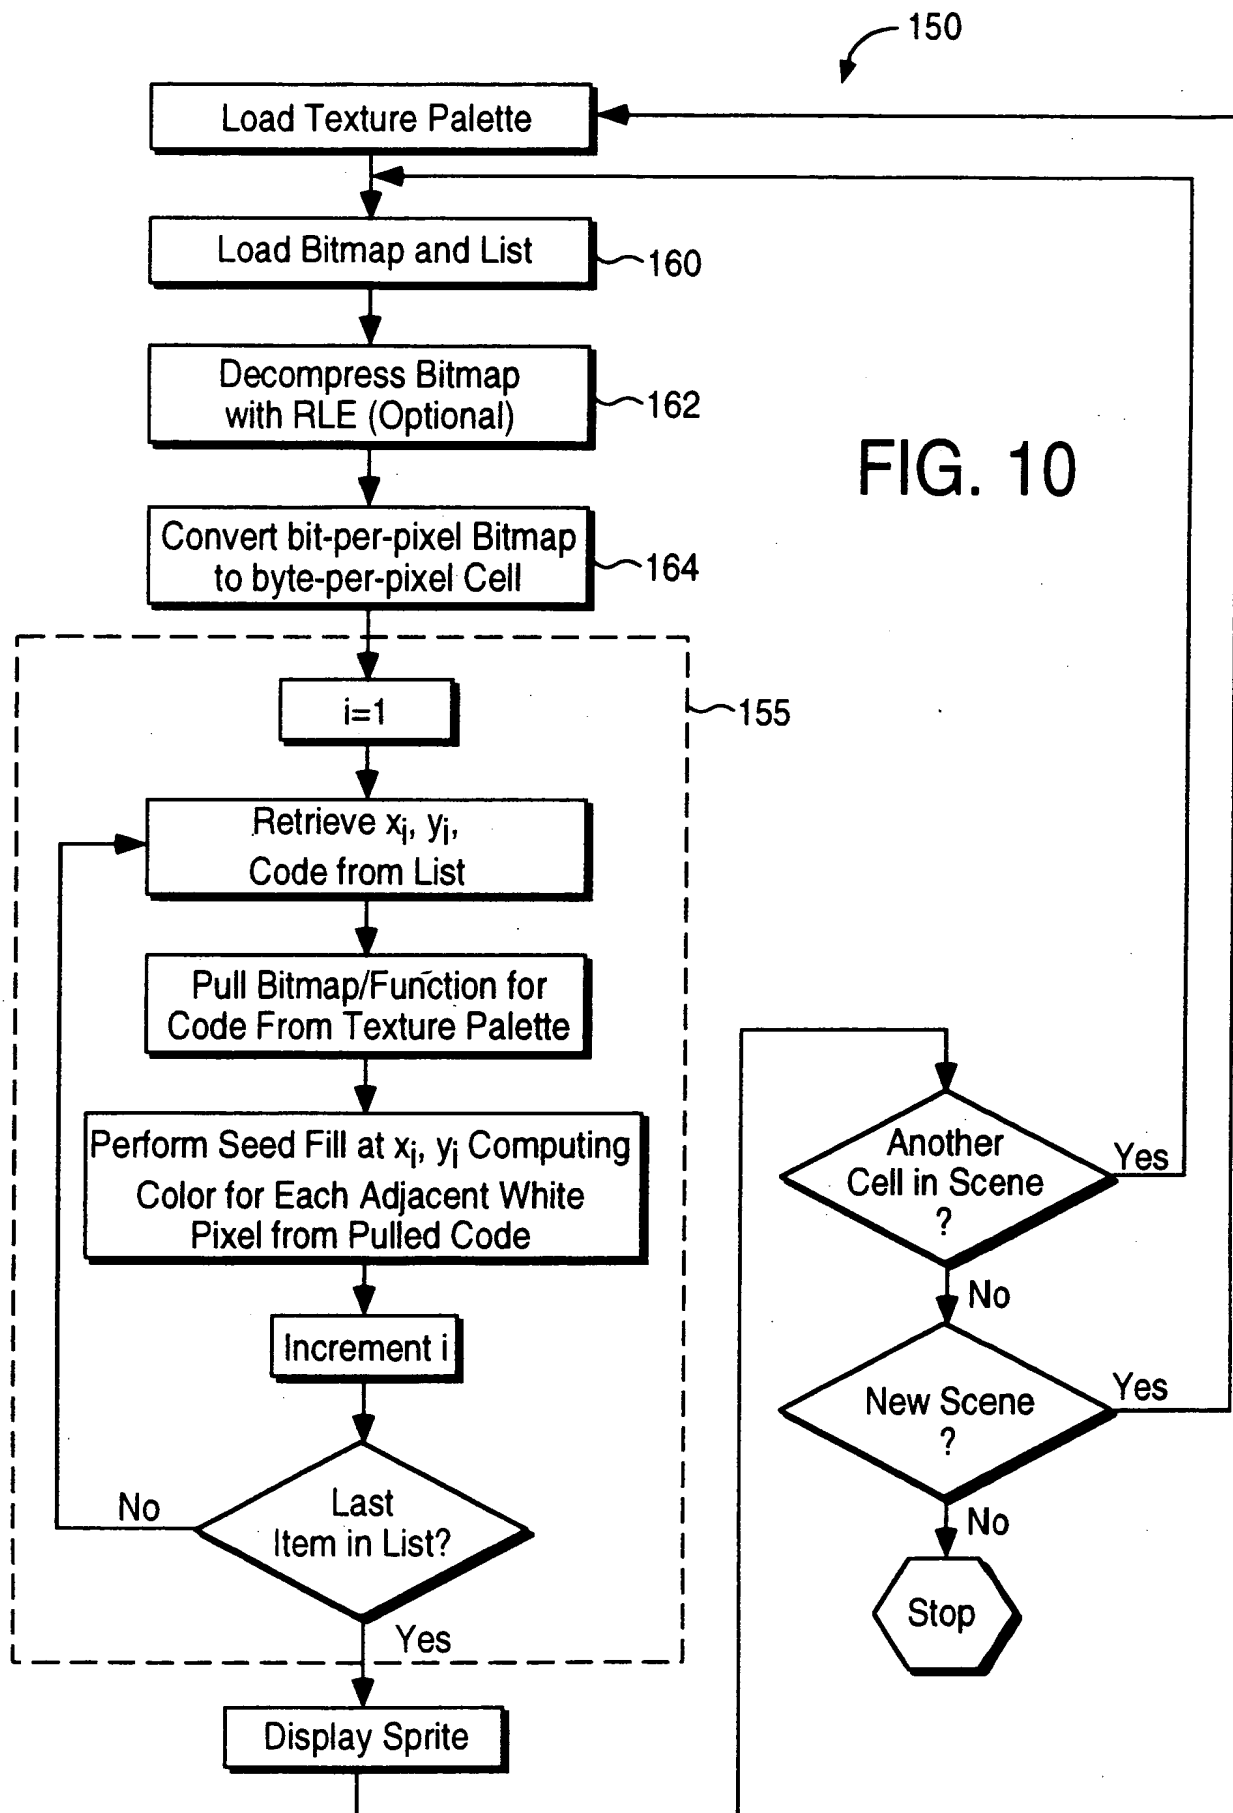 150
Load Texture Palette
Load Bitmap and List
160
Decompress Bitmap
with RLE (Optional)
162
FIG. 10
Convert bit-per-pixel Bitmap
to byte-per-pixel Cell
164
i=1
155
Retrieve xi, yi,
Code from List
Pull Bitmap/Function for
Code From Texture Palette
Perform Seed Fill at xi, yi Computing
Color for Each Adjacent White
Pixel from Pulled Code
Increment i
Last
Item in List?
No
Yes
Display Sprite
Another
Cell in Scene
?
Yes
No
New Scene
?
Yes
No
Stop